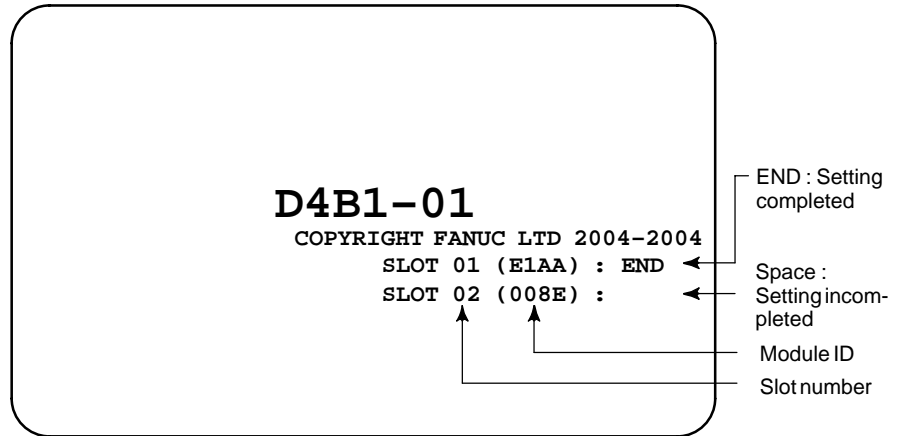 D4B1-01
COPYRIGHT FANUC LTD 2004-2004
SLOT 01 (E1AA) : END
SLOT 02 (008E) :
END : Setting
completed
Space :
Setting incom-
pleted
Module ID
Slot number